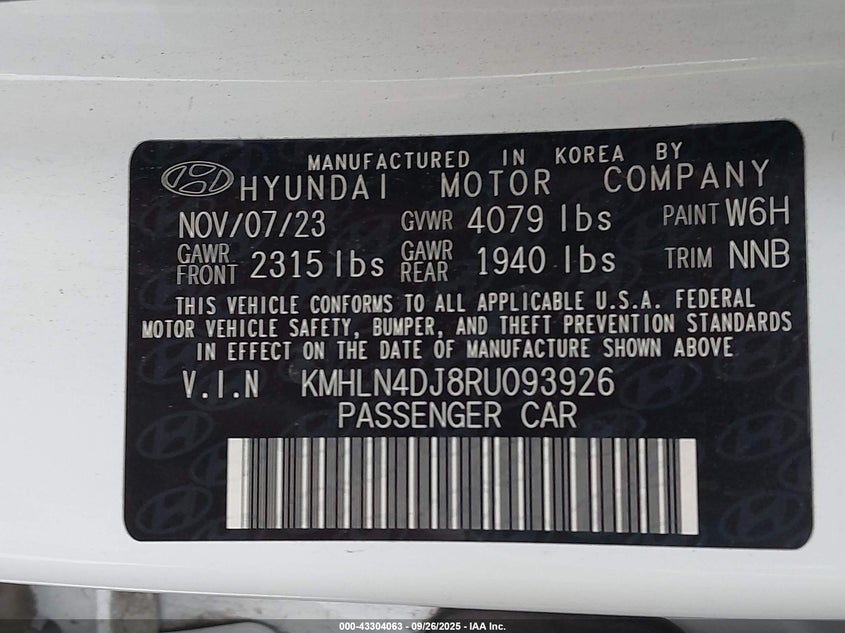 MANUFACTURED IN KOREA BY
HYUNDAI MOTOR COMPANY
NOV/07/23 GVWR 4079 lbs PAINT W6H
GAWR FRONT 2315 lbs GAWR REAR 1940 lbs TRIM NNB
THIS VEHICLE CONFORMS TO ALL APPLICABLE U.S.A. FEDERAL
MOTOR VEHICLE SAFETY, BUMPER, AND THEFT PREVENTION STANDARDS
IN EFFECT ON THE DATE OF MANUFACTURE SHOWN ABOVE
V.I.N KMHLN4DJ8RU093926
PASSENGER CAR
000-43304063 - 09/26/2025 - IAA Inc.